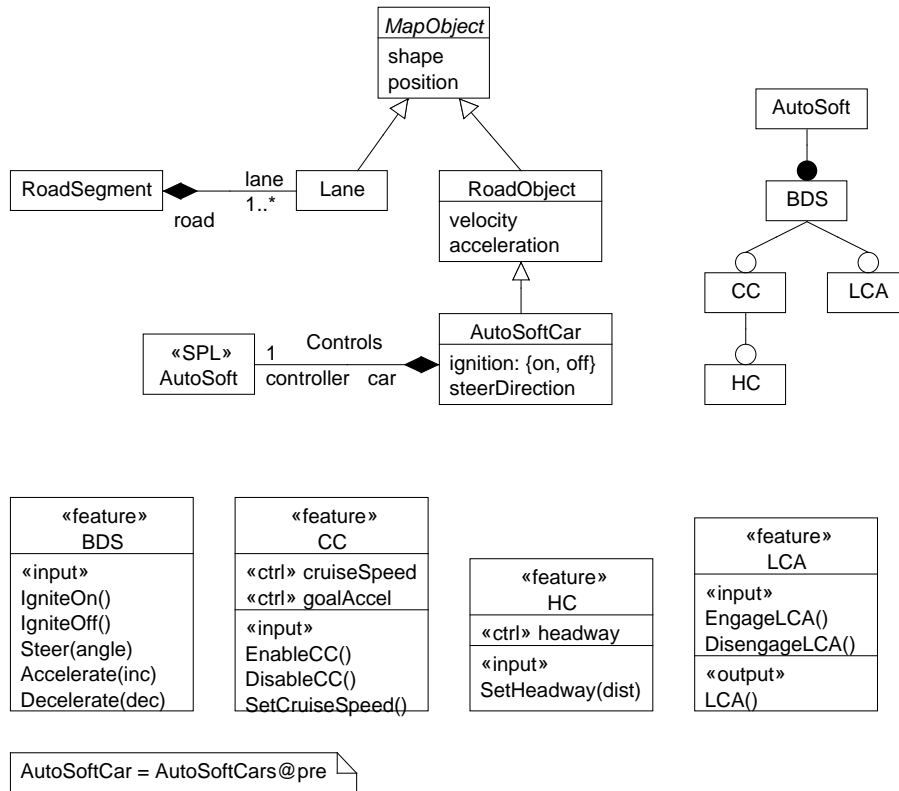 MapObject
shape
position
AutoSoft
RoadSegment
lane
1..*
road
Lane
RoadObject
velocity
acceleration
BDS
CC
LCA
HC
«SPL»
AutoSoft
1
Controls
controller
car
AutoSoftCar
ignition: {on, off}
steerDirection
«feature»
BDS
«input»
IgniteOn()
IgniteOff()
Steer(angle)
Accelerate(inc)
Decelerate(dec)
«feature»
CC
«ctrl» cruiseSpeed
«ctrl» goalAccel
«input»
EnableCC()
DisableCC()
SetCruiseSpeed()
«feature»
HC
«ctrl» headway
«input»
SetHeadway(dist)
«feature»
LCA
«input»
EngageLCA()
DisengageLCA()
«output»
LCA()
AutoSoftCar = AutoSoftCars@pre